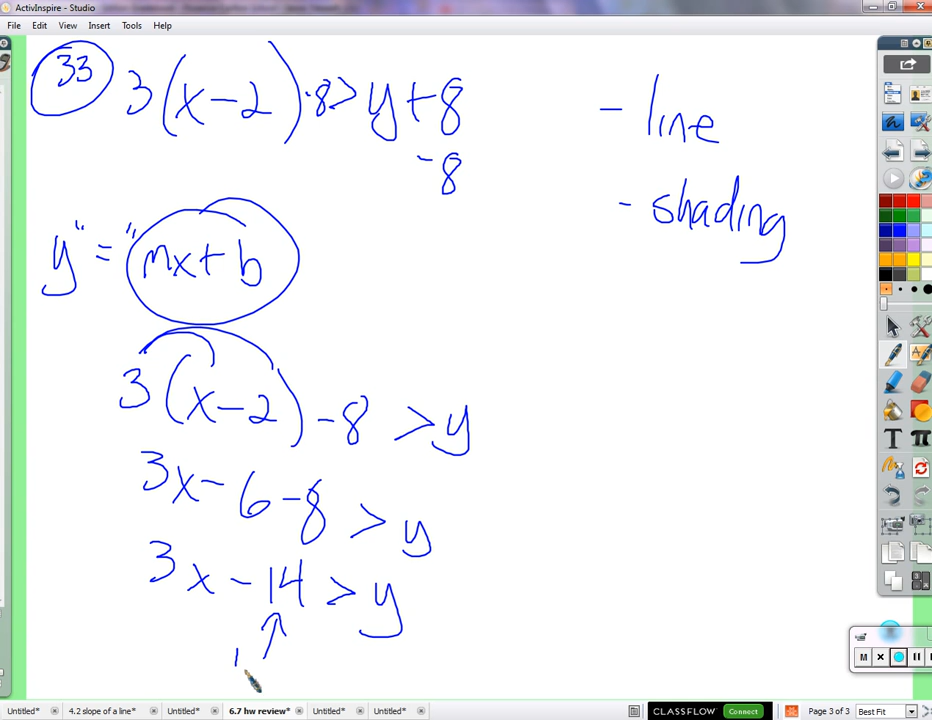 ActivInspire - Studio
File Edit View Insert Tools Help
33
3(x-2)-8>y+8
-8
- line
- shading
y"="mx+b
3(x-2)-8>y
3x-6-8>y
3x-14>y
Untitled* 4.2 slope of a line* Untitled* 6.7 hw review* Untitled* Untitled*
CLASSFLOW Connect Page 3 of 3 Best Fit